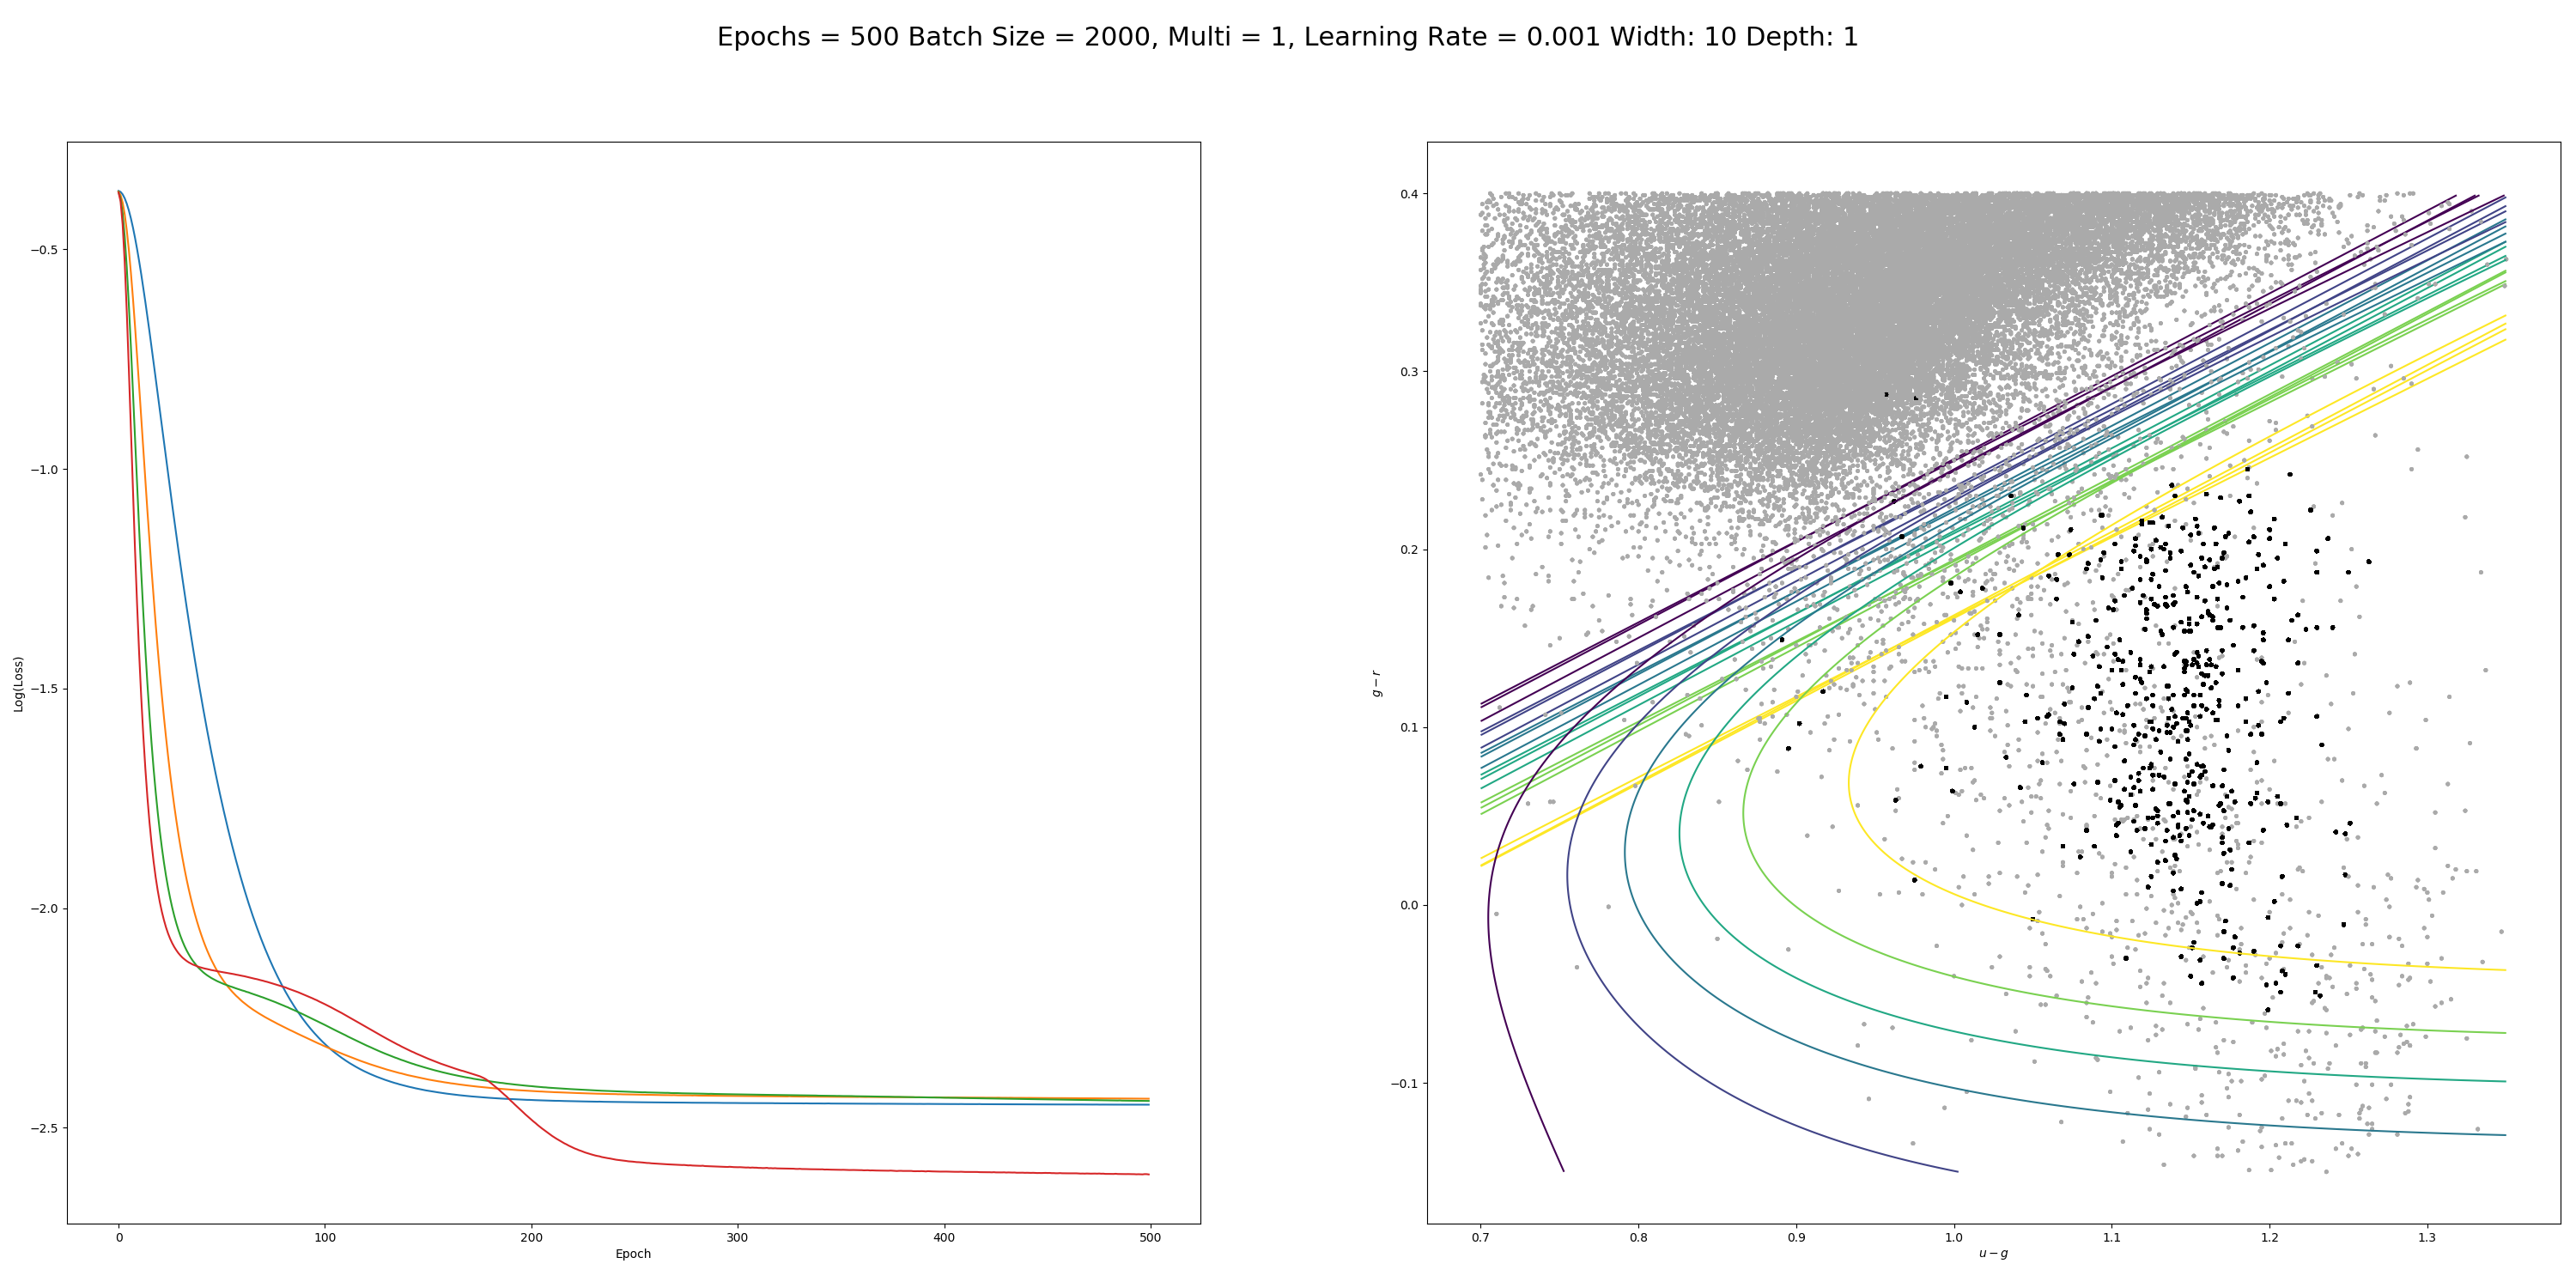 Epochs = 500 Batch Size = 2000, Multi = 1, Learning Rate = 0.001 Width: 10 Depth: 1
−0.5
−1.0
−1.5
−2.0
−2.5
Log(Loss)
0 100 200 300 400 500
Epoch
0.4
0.3
0.2
0.1
0.0
−0.1
g − r
0.7 0.8 0.9 1.0 1.1 1.2 1.3
u − g